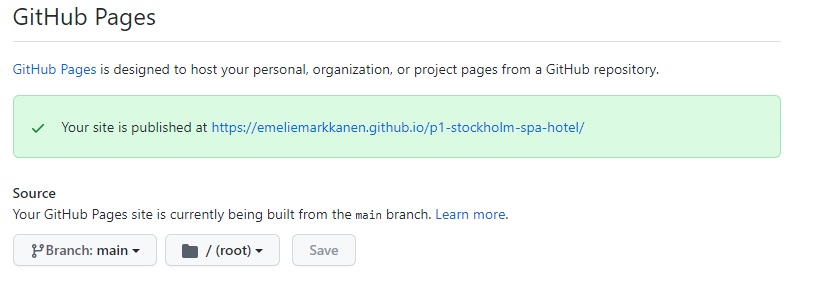 GitHub Pages
GitHub Pages is designed to host your personal, organization, or project pages from a GitHub repository.
Your site is published at https://emeliemarkkanen.github.io/p1-stockholm-spa-hotel/
Source
Your GitHub Pages site is currently being built from the main branch. Learn more.
Branch: main / (root) Save